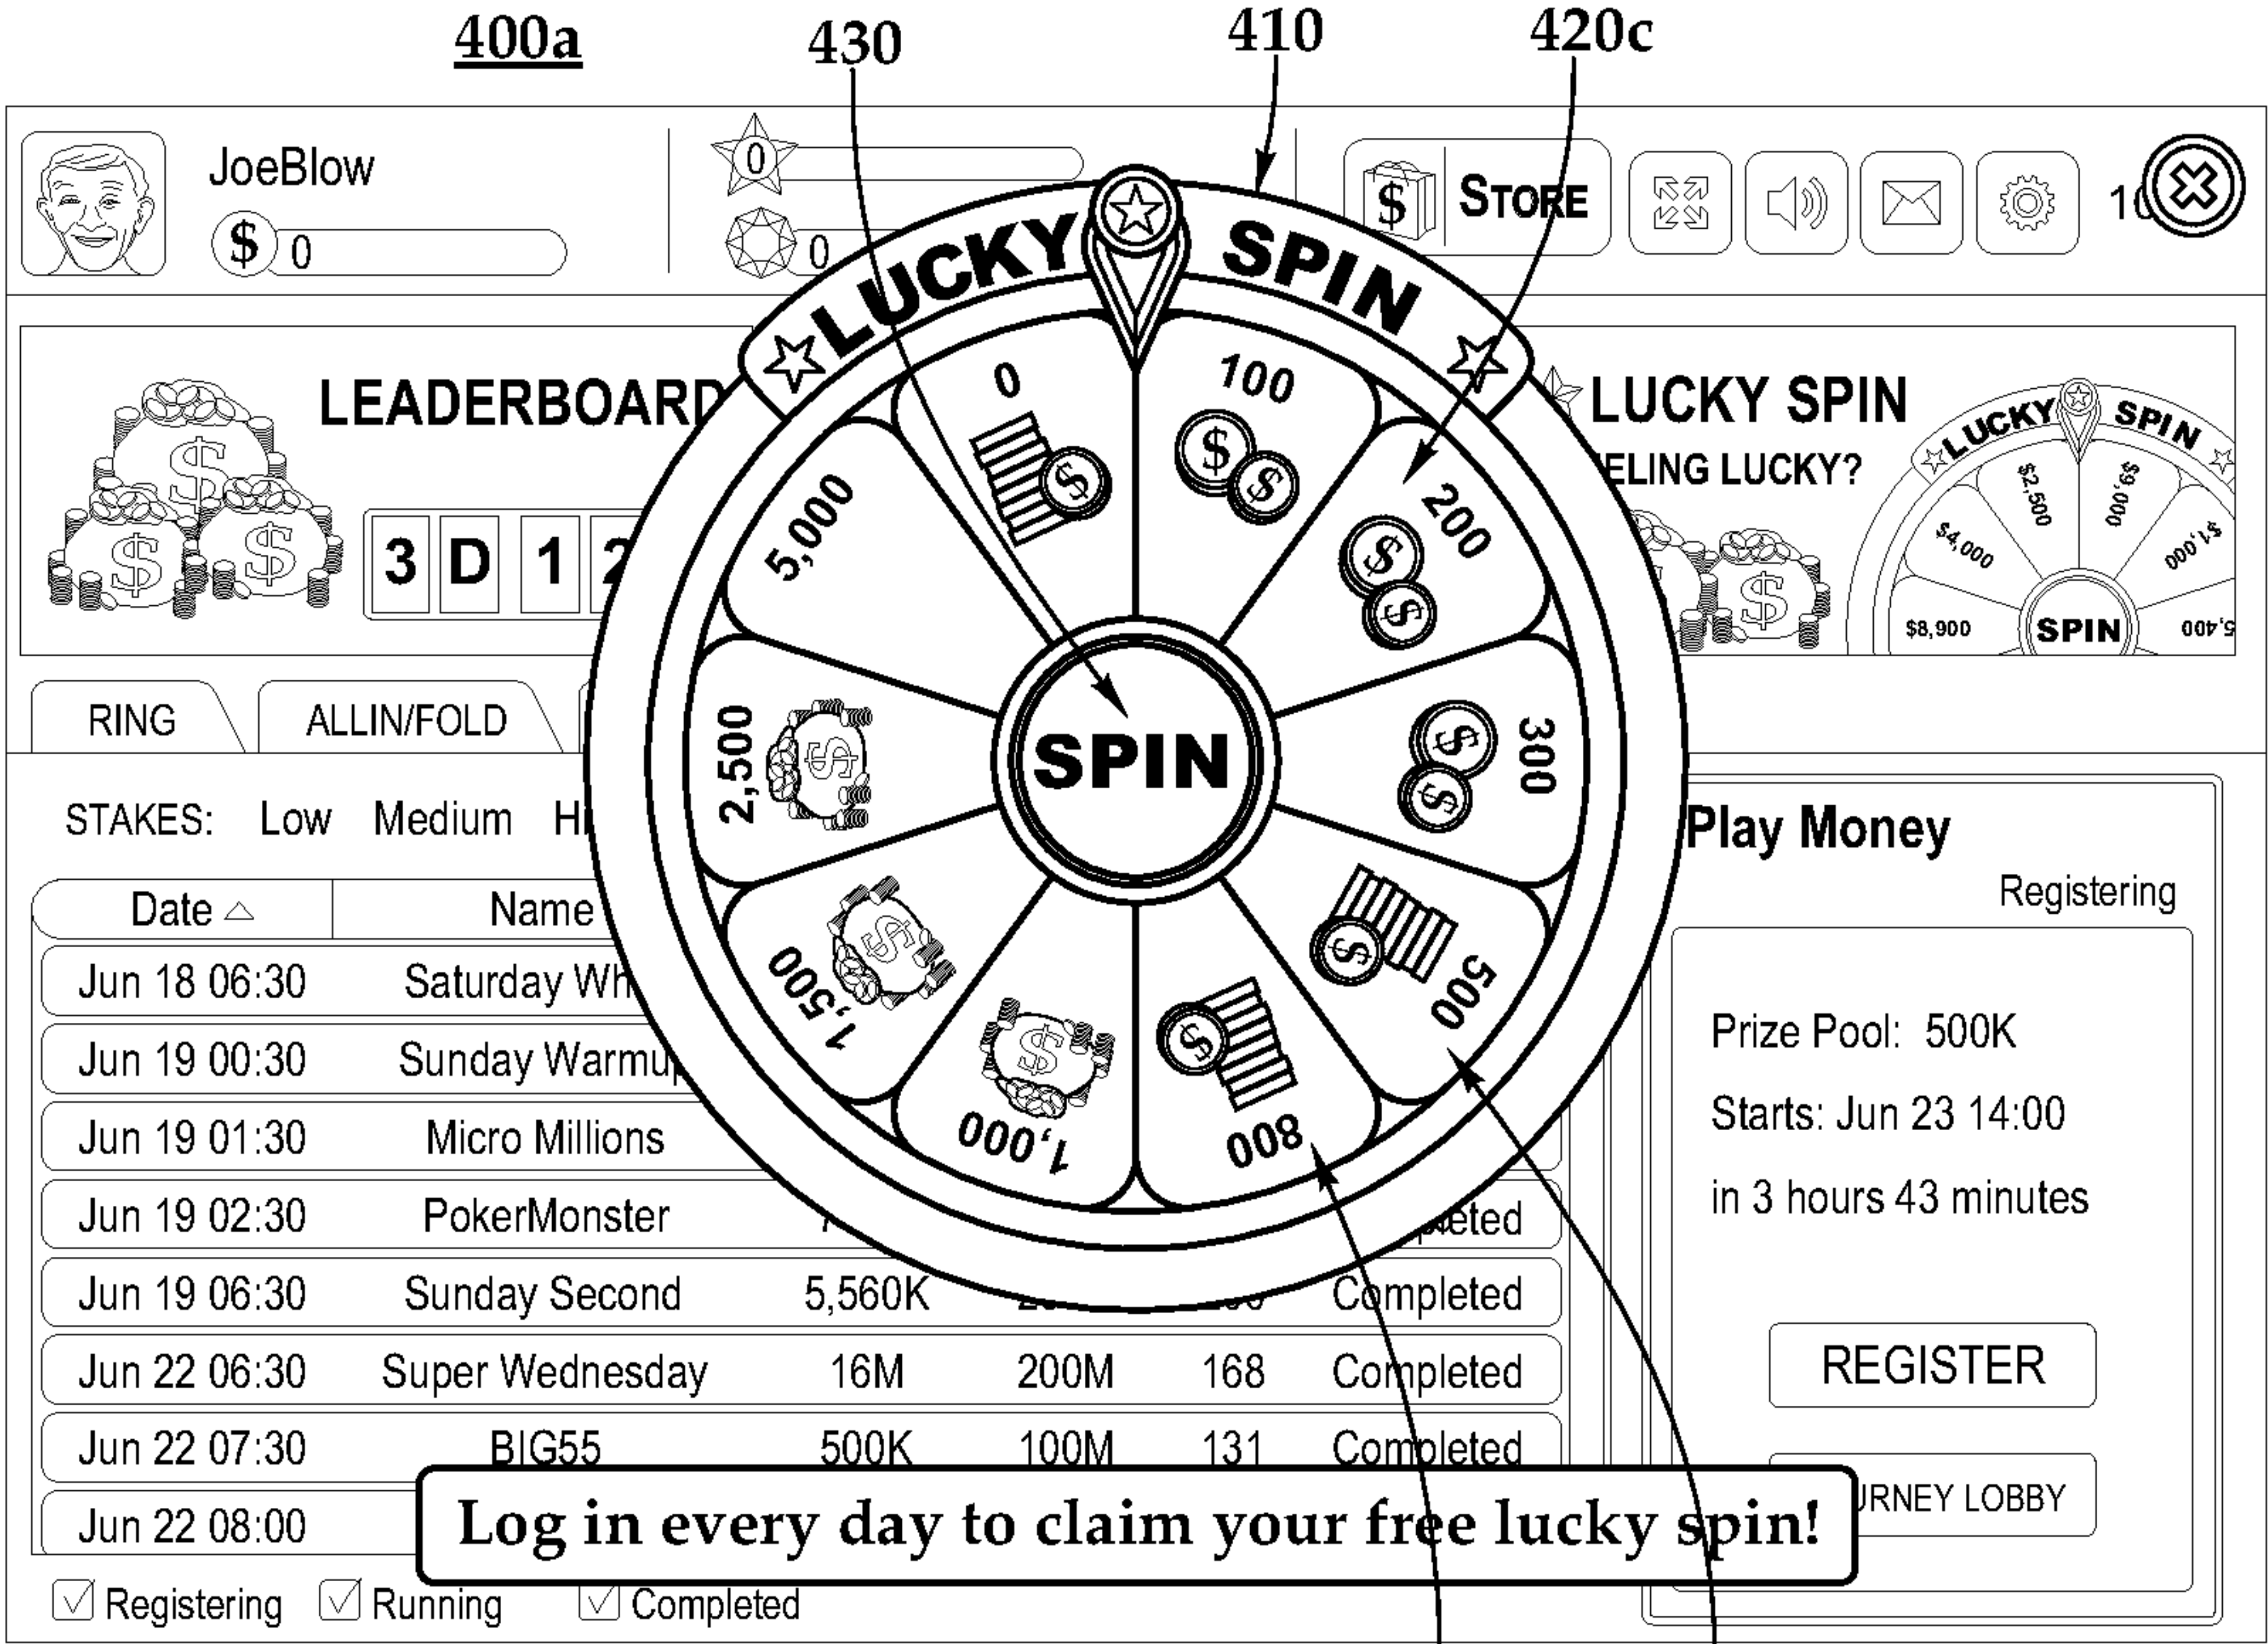 400a
430
410
420c
JoeBlow
0
$ 0
0
$
STORE
10
LUCKY SPIN
LEADERBOARD
3 D 1 2
LUCKY SPIN
ELING LUCKY?
LUCKY SPIN
$2,500
$9,000
$4,000
$1,000
$8,900
SPIN
5,400
0
100
200
300
500
800
1,000
1,500
2,500
5,000
SPIN
RING
ALLIN/FOLD
STAKES: Low Medium
Date
Name
Jun 18 06:30 Saturday
Jun 19 00:30 Sunday Warmup
Jun 19 01:30 Micro Millions
Jun 19 02:30 PokerMonster
Jun 19 06:30 Sunday Second 5,560K Completed
Jun 22 06:30 Super Wednesday 16M 200M 168 Completed
Jun 22 07:30 BIG55 500K 100M 131 Completed
Jun 22 08:00
Play Money
Registering
Prize Pool: 500K
Starts: Jun 23 14:00
in 3 hours 43 minutes
REGISTER
LOBBY
Log in every day to claim your free lucky spin!
Registering Running Completed